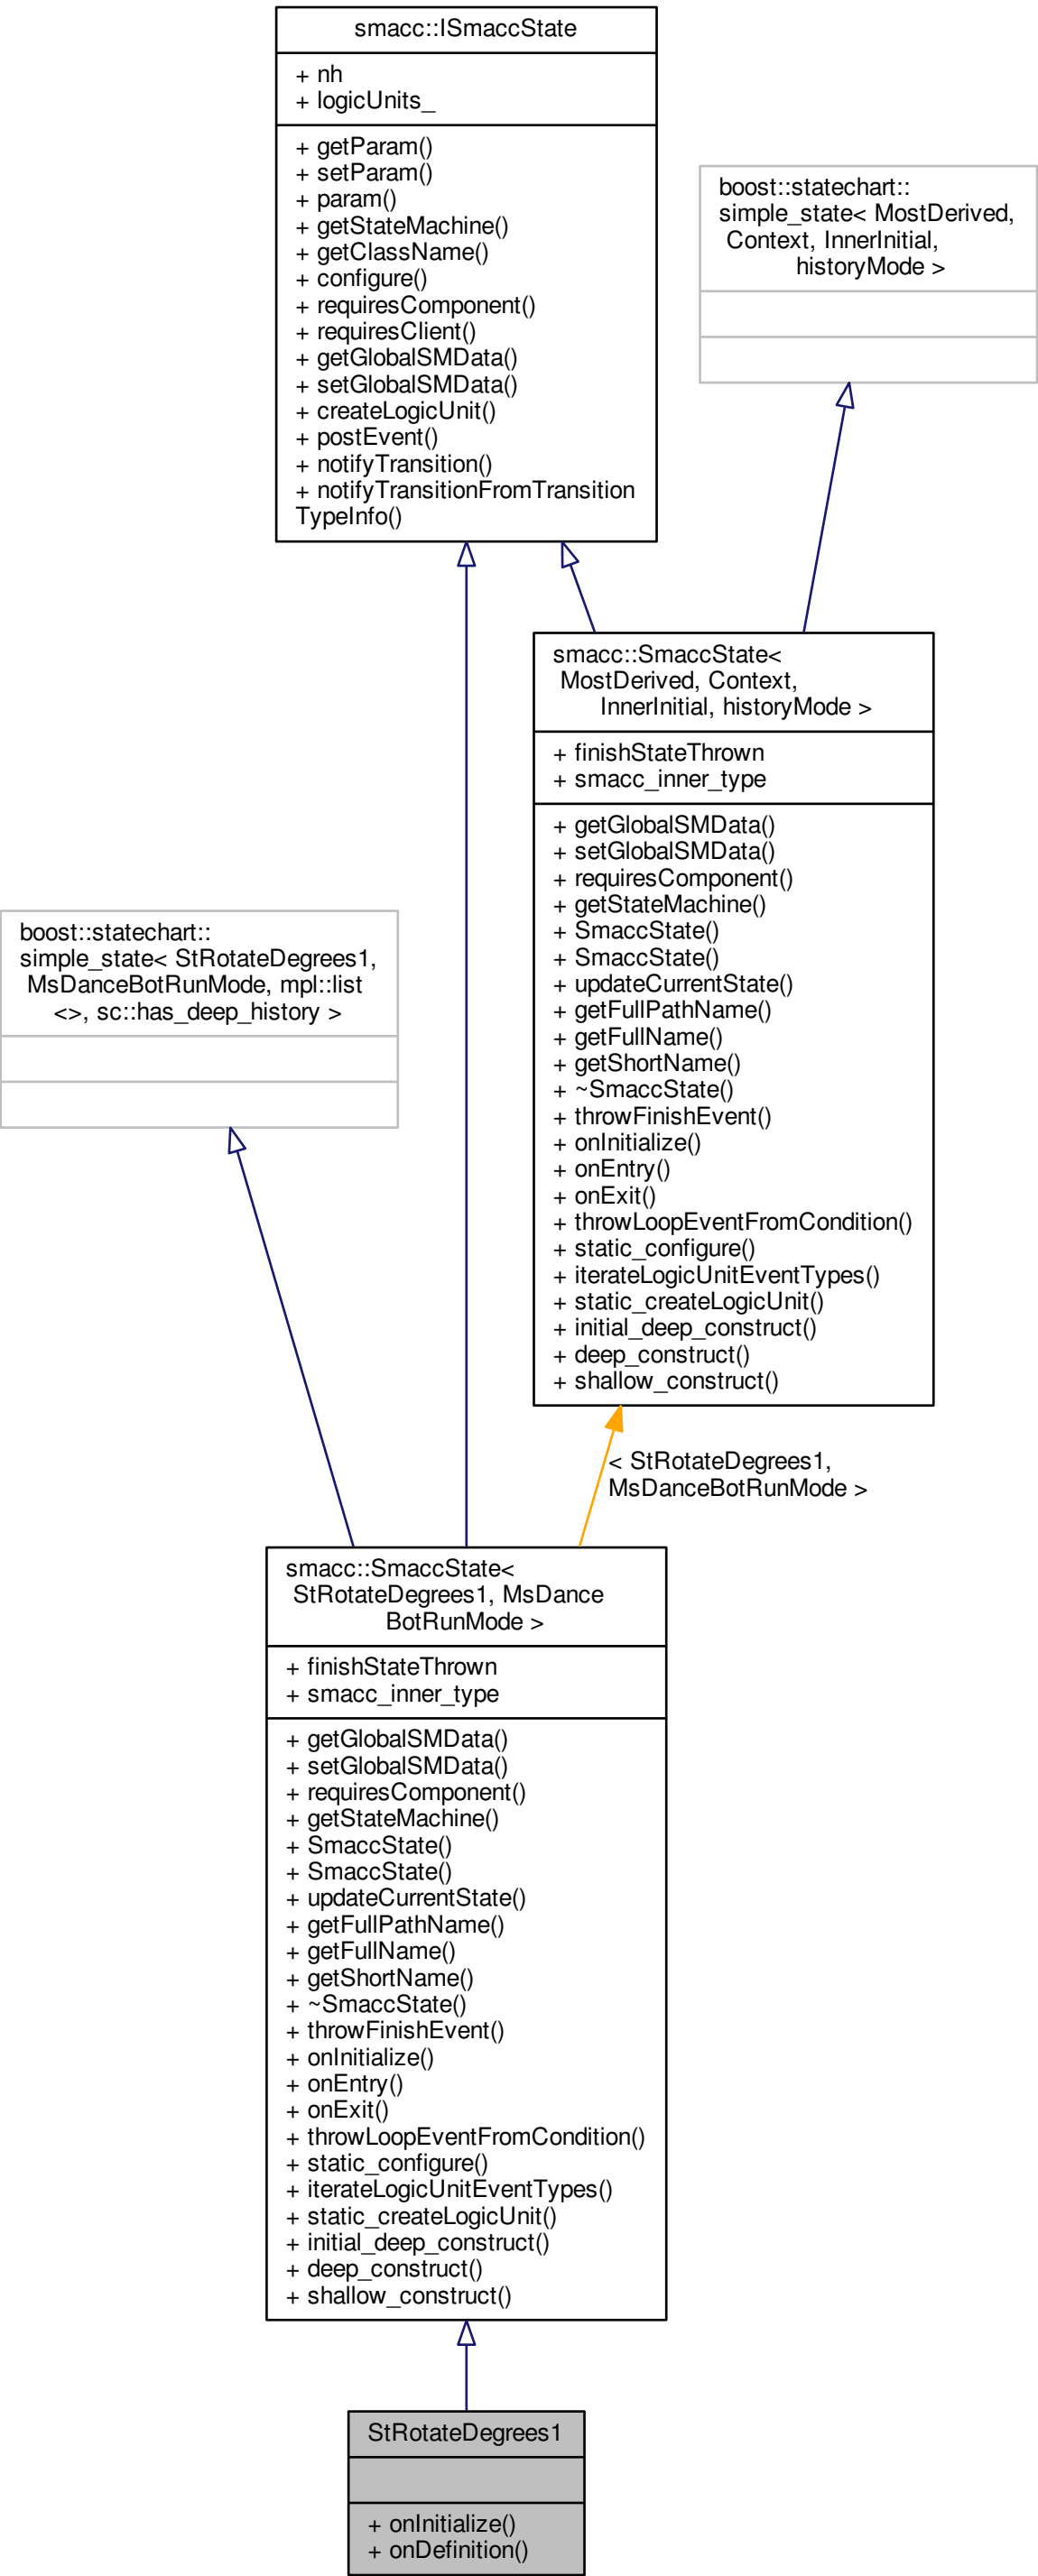 smacc::ISmaccState
+ nh
+ logicUnits_
+ getParam()
+ setParam()
+ param()
+ getStateMachine()
+ getClassName()
+ configure()
+ requiresComponent()
+ requiresClient()
+ getGlobalSMData()
+ setGlobalSMData()
+ createLogicUnit()
+ postEvent()
+ notifyTransition()
+ notifyTransitionFromTransition
TypeInfo()
boost::statechart::
simple_state< MostDerived,
Context, InnerInitial,
historyMode >
smacc::SmaccState<
MostDerived, Context,
InnerInitial, historyMode >
+ finishStateThrown
+ smacc_inner_type
+ getGlobalSMData()
+ setGlobalSMData()
+ requiresComponent()
+ getStateMachine()
+ SmaccState()
+ SmaccState()
+ updateCurrentState()
+ getFullPathName()
+ getFullName()
+ getShortName()
+ ~SmaccState()
+ throwFinishEvent()
+ onInitialize()
+ onEntry()
+ onExit()
+ throwLoopEventFromCondition()
+ static_configure()
+ iterateLogicUnitEventTypes()
+ static_createLogicUnit()
+ initial_deep_construct()
+ deep_construct()
+ shallow_construct()
boost::statechart::
simple_state< StRotateDegrees1,
MsDanceBotRunMode, mpl::list
<>, sc::has_deep_history >
< StRotateDegrees1,
MsDanceBotRunMode >
smacc::SmaccState<
StRotateDegrees1, MsDance
BotRunMode >
+ finishStateThrown
+ smacc_inner_type
+ getGlobalSMData()
+ setGlobalSMData()
+ requiresComponent()
+ getStateMachine()
+ SmaccState()
+ SmaccState()
+ updateCurrentState()
+ getFullPathName()
+ getFullName()
+ getShortName()
+ ~SmaccState()
+ throwFinishEvent()
+ onInitialize()
+ onEntry()
+ onExit()
+ throwLoopEventFromCondition()
+ static_configure()
+ iterateLogicUnitEventTypes()
+ static_createLogicUnit()
+ initial_deep_construct()
+ deep_construct()
+ shallow_construct()
StRotateDegrees1
+ onInitialize()
+ onDefinition()